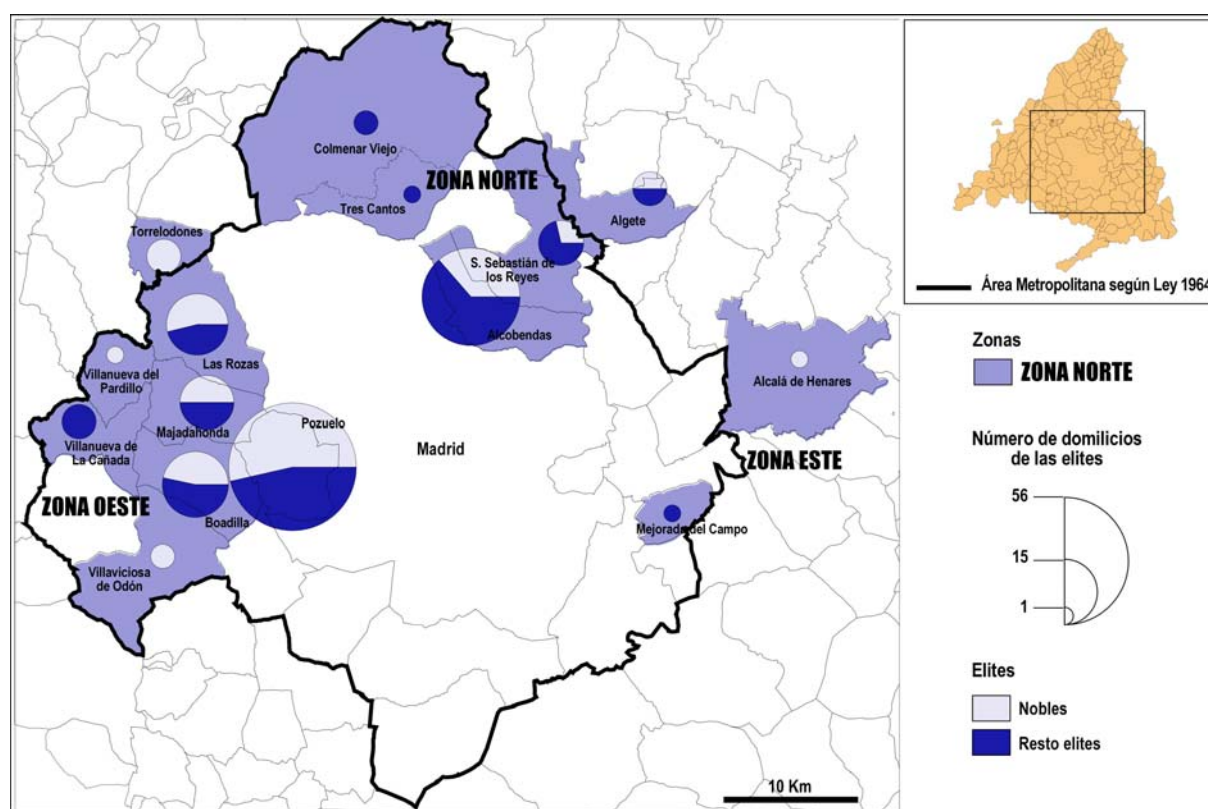 Colmenar Viejo
ZONA NORTE
Tres Cantos
Algete
Torrelodones
S. Sebastián de
los Reyes
Alcobendas
Las Rozas
Villanueva del
Pardillo
Alcalá de Henares
Majadahonda
Pozuelo
Villanueva de
La Cañada
Madrid
ZONA ESTE
ZONA OESTE
Boadilla
Mejorada del Campo
Villaviciosa
de Odón
10 Km
Área Metropolitana según Ley 1964
Zonas
ZONA NORTE
Número de domilicios
de las elites
56
15
1
Elites
Nobles
Resto elites